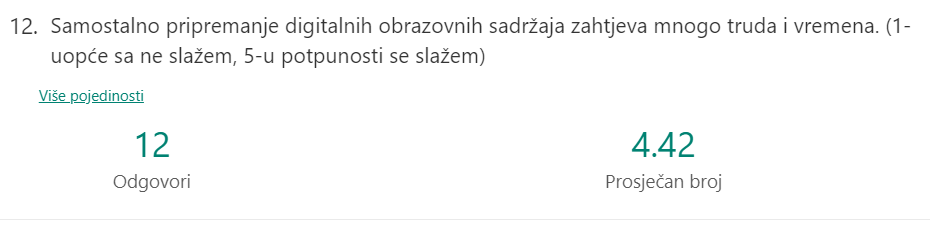 12. Samostalno pripremanje digitalnih obrazovnih sadržaja zahtjeva mnogo truda i vremena. (1-
uopće sa ne slažem, 5-u potpunosti se slažem)
Više pojedinosti
12
Odgovori
4.42
Prosječan broj